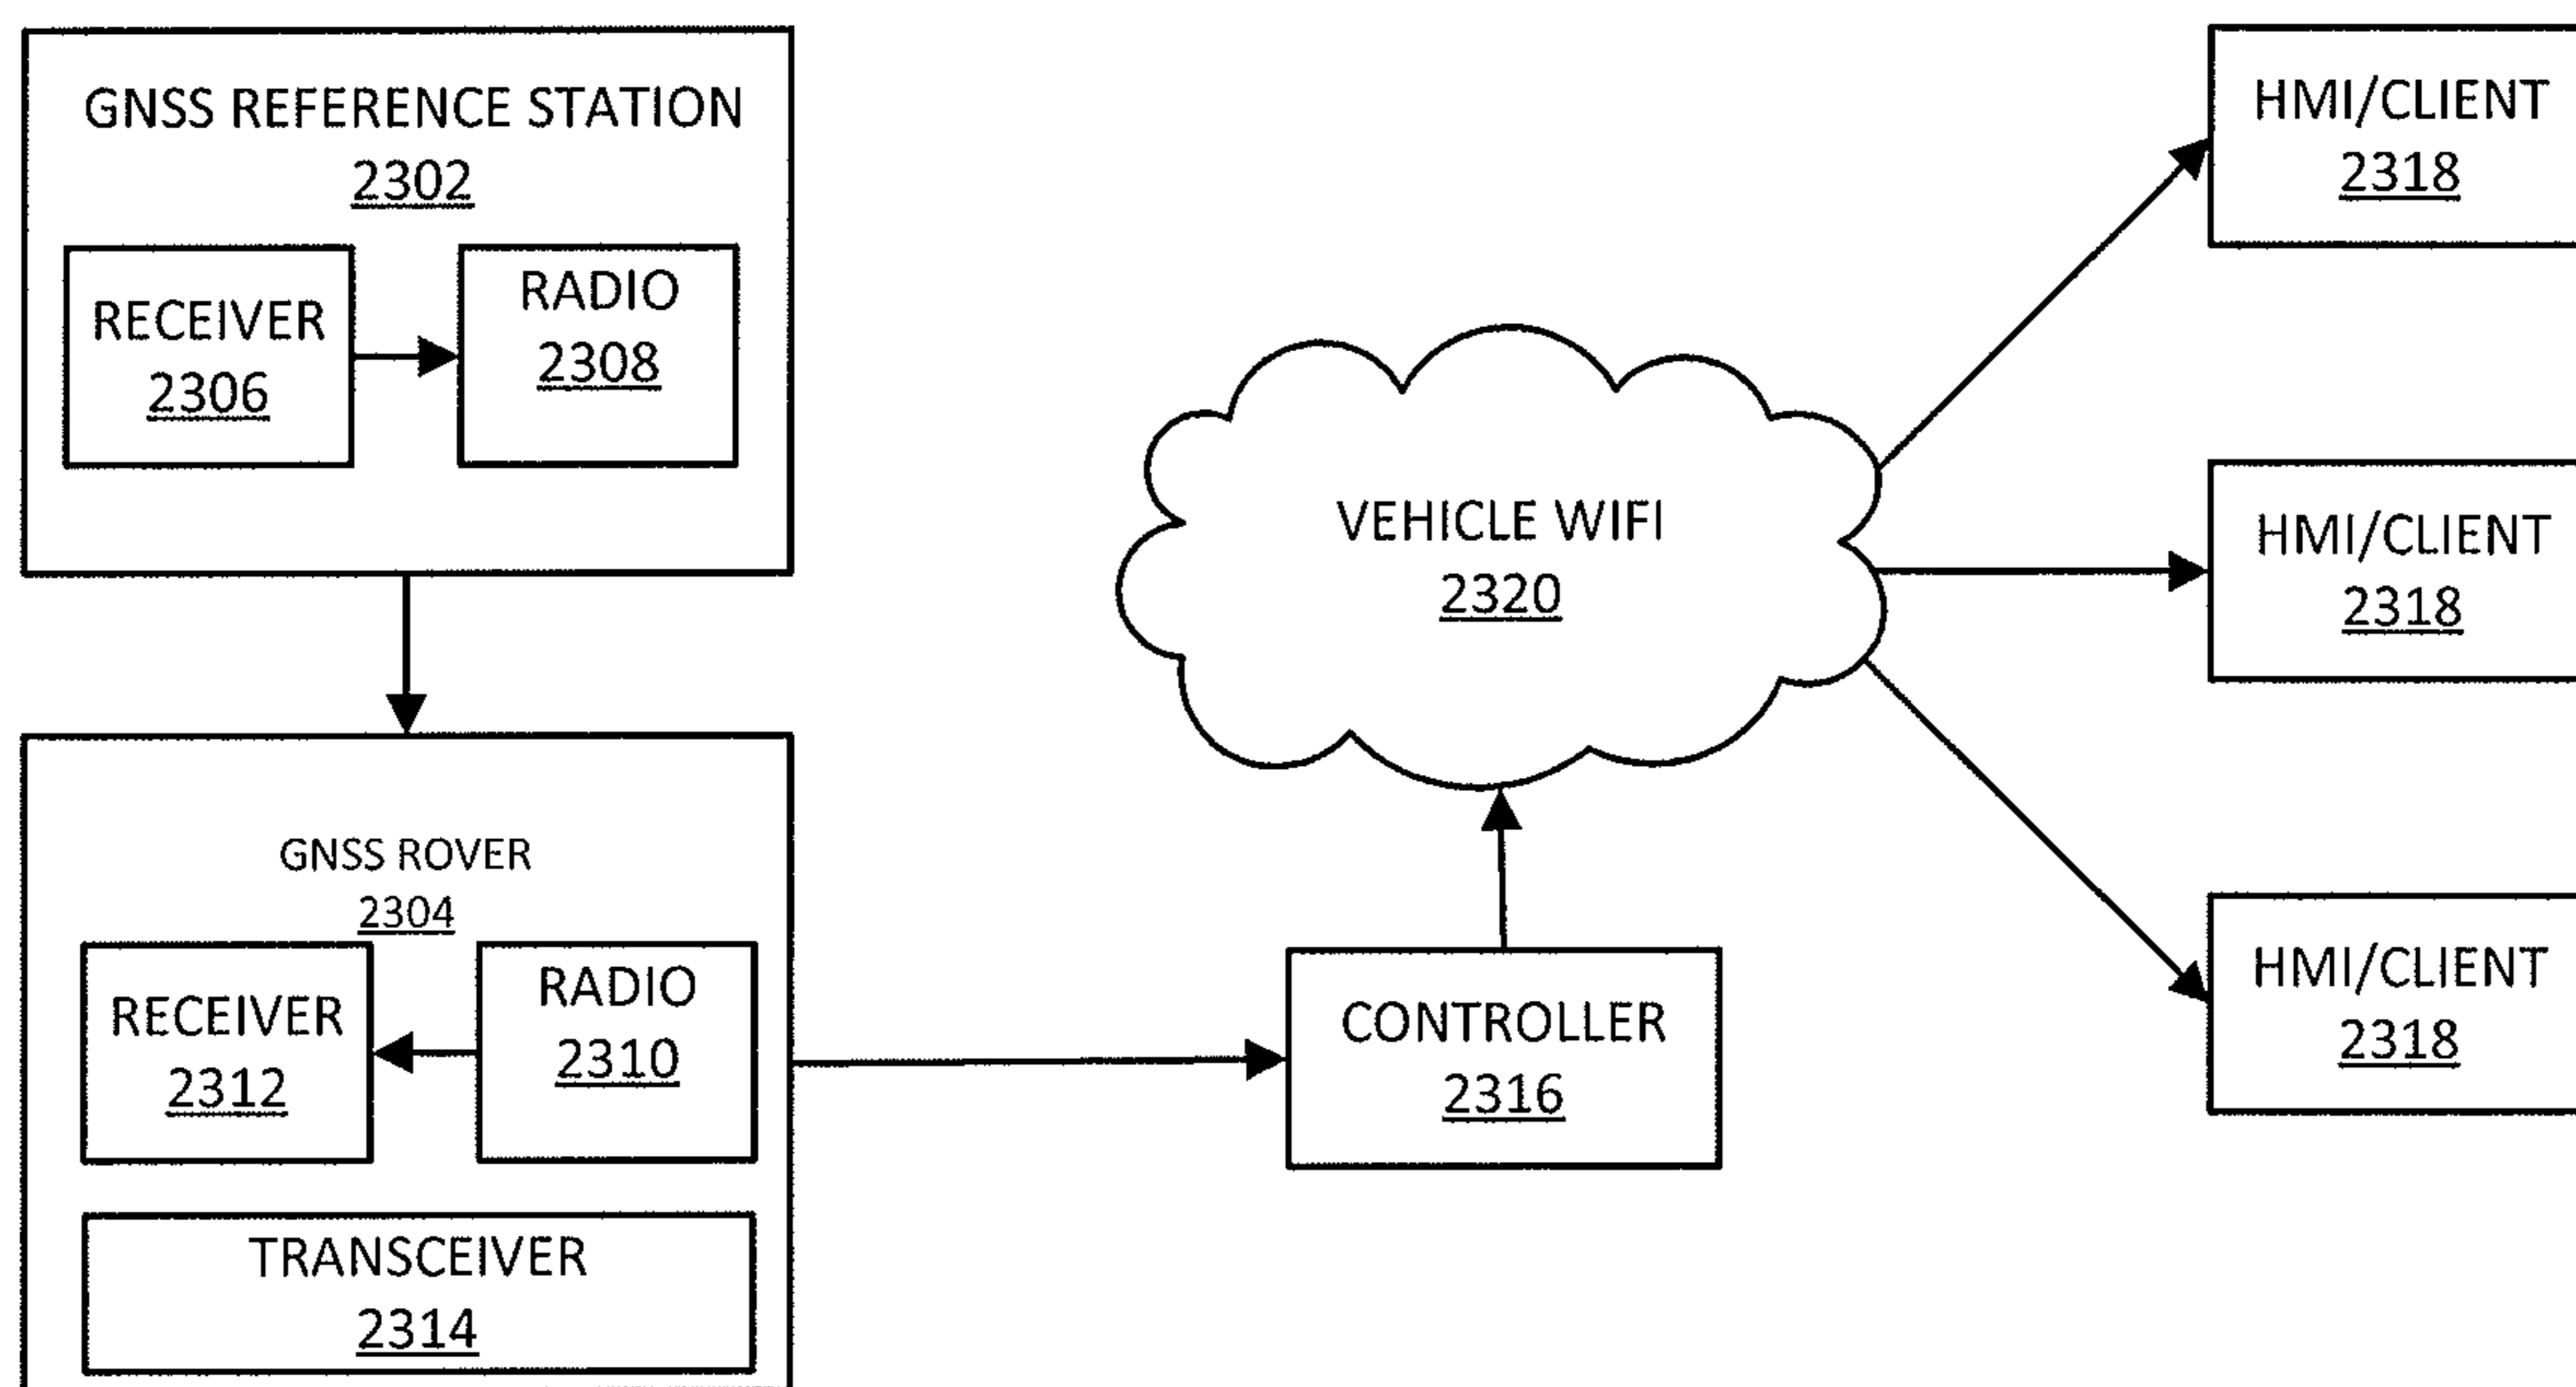 GNSS REFERENCE STATION
2302
RECEIVER
2306
RADIO
2308
GNSS ROVER
2304
RECEIVER
2312
RADIO
2310
TRANSCEIVER
2314
VEHICLE WIFI
2320
CONTROLLER
2316
HMI/CLIENT
2318
HMI/CLIENT
2318
HMI/CLIENT
2318